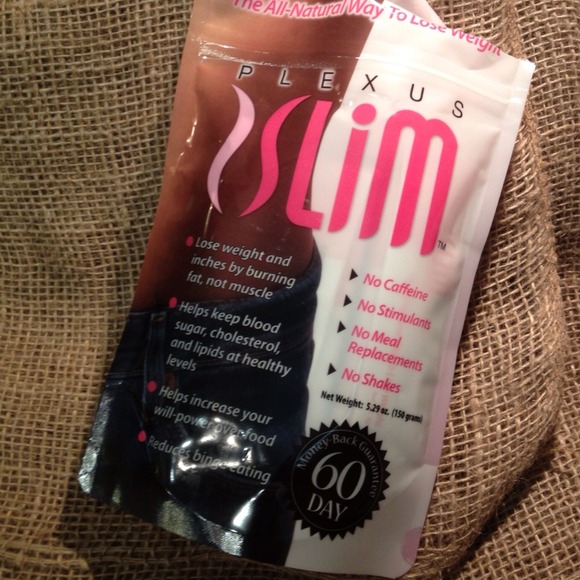 The All-Natural Way To Lose Weight
PLEXUS
SLiM™
Lose weight and
inches by burning
fat, not muscle
Helps keep blood
sugar, cholesterol,
and lipids at healthy
levels
Helps increase your
will-power over food
Reduces binge eating
No Caffeine
No Stimulants
No Meal
Replacements
No Shakes
Net Weight: 5.29 oz. (150 grams)
Money Back Guarantee
60
DAY